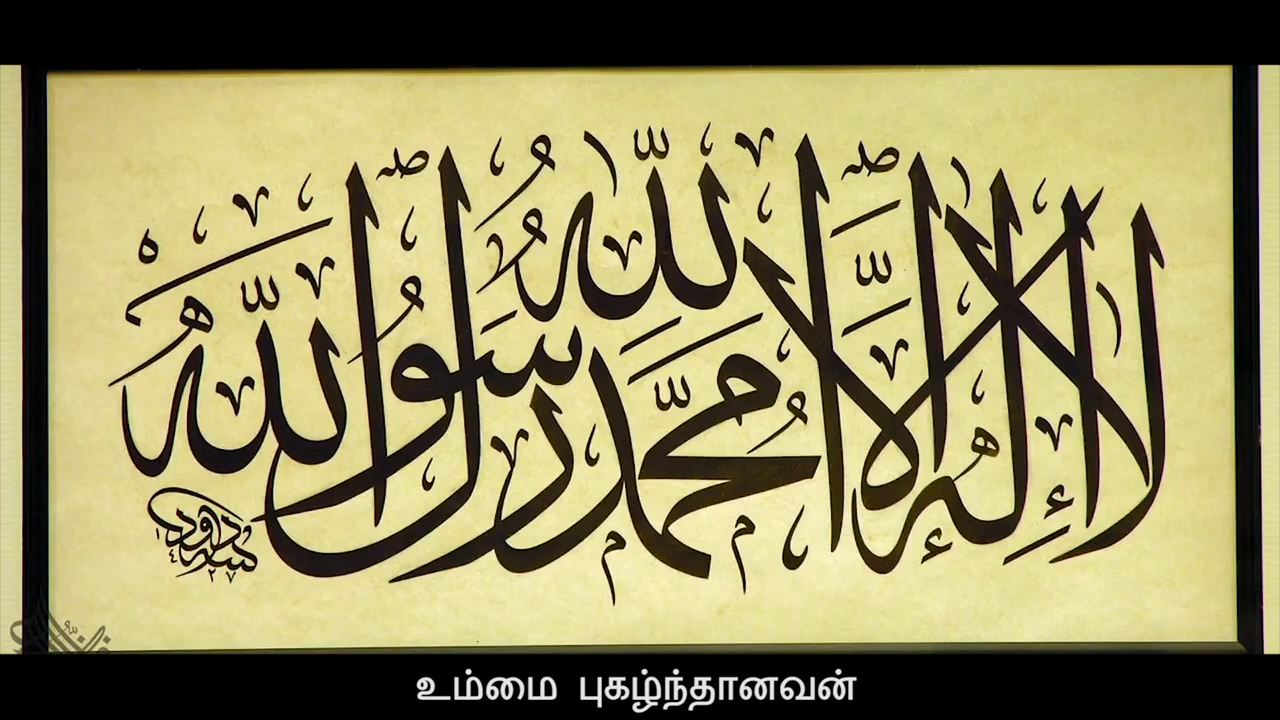 لا إله إلا الله محمد رسول الله
உம்மை புகழ்ந்தானவன்